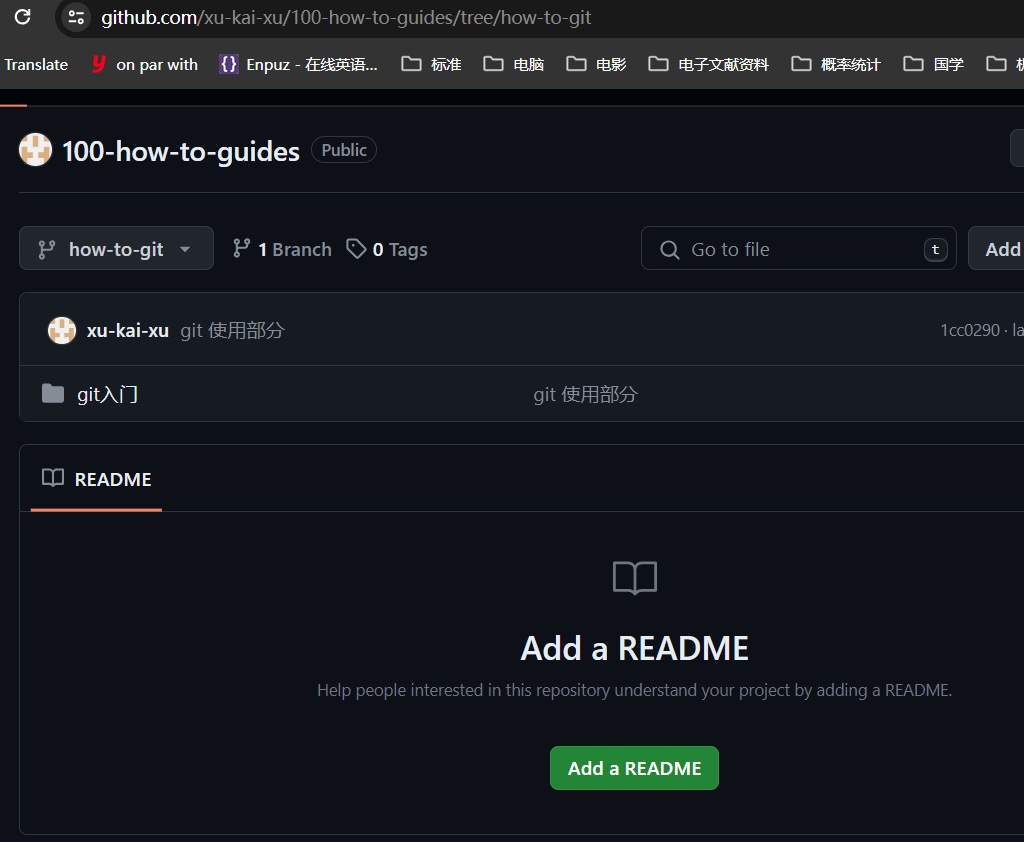 github.com/xu-kai-xu/100-how-to-guides/tree/how-to-git
Translate y on par with {} Enpuz - 在线英语... 标准 电脑 电影 电子文献资料 概率统计 国学
100-how-to-guides Public
how-to-git 1 Branch 0 Tags Go to file t Add
xu-kai-xu git 使用部分 1cc0290 · la
git入门 git 使用部分
README
Add a README
Help people interested in this repository understand your project by adding a README.
Add a README